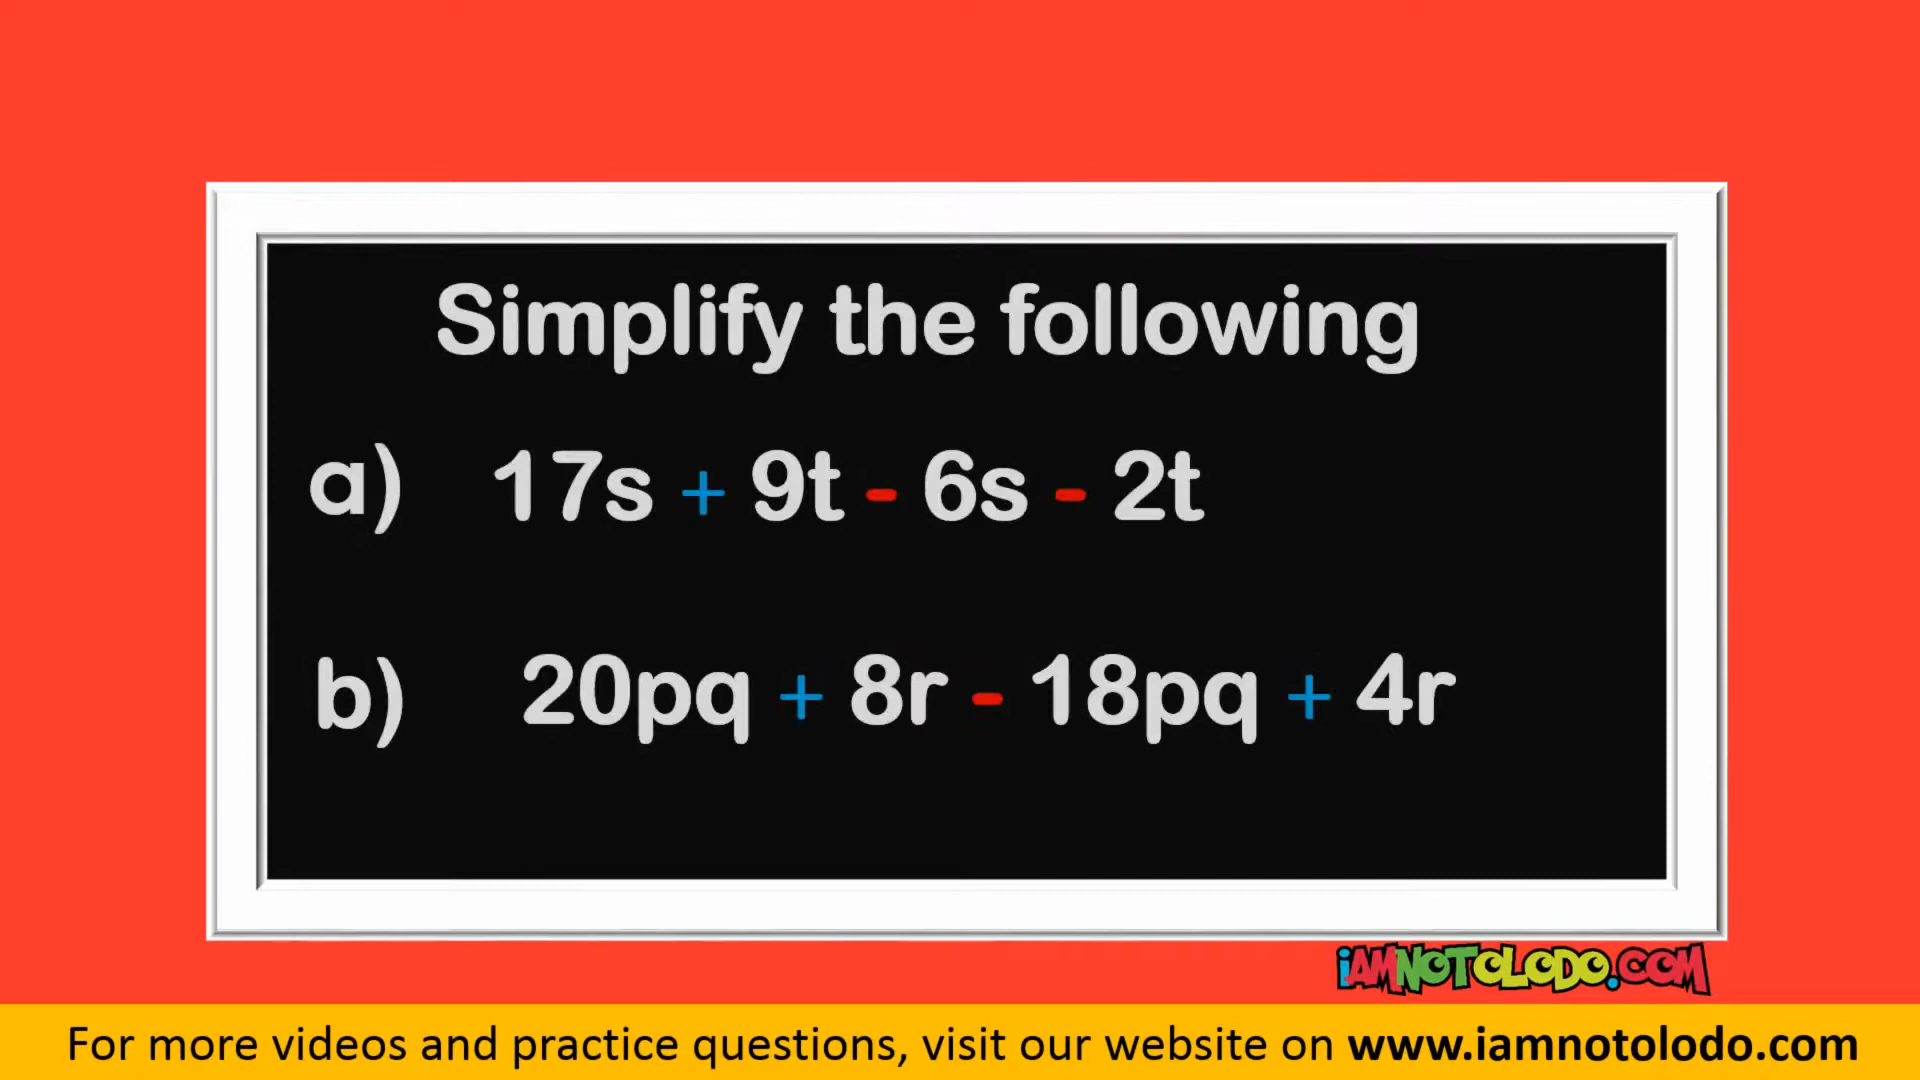 Simplify the following
a) 17s + 9t - 6s - 2t
b) 20pq + 8r - 18pq + 4r
iAMNOTOLODO.COM
For more videos and practice questions, visit our website on www.iamnotolodo.com